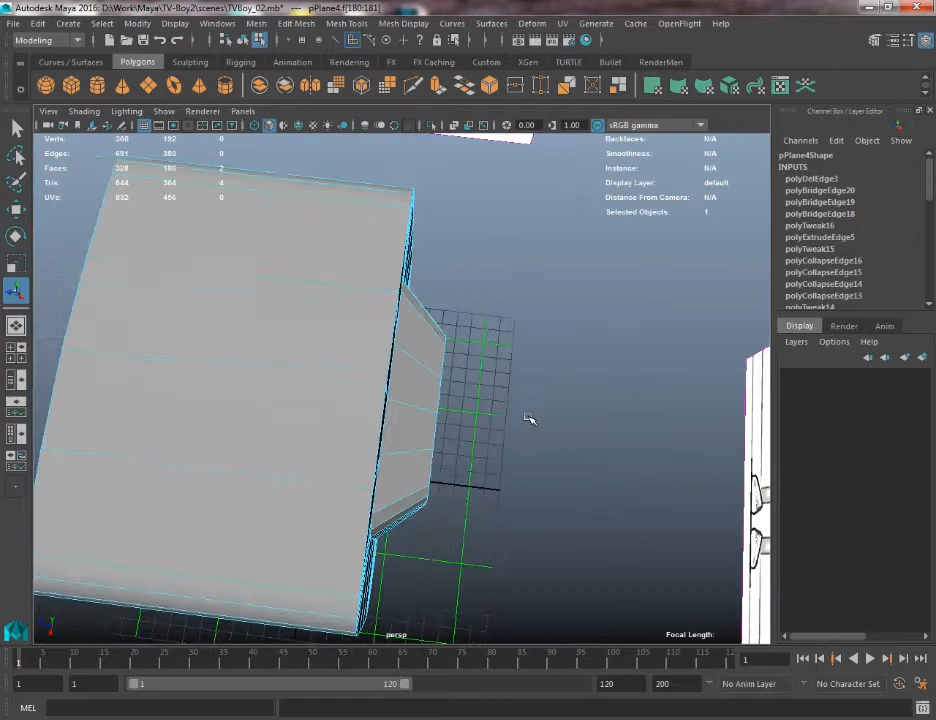 Autodesk Maya 2016: D:\Work\Maya\TV-Boy2\scenes\TVBoy_02.mb*   ---   pPlane4.f[180:181]
File Edit Create Select Modify Display Windows Mesh Edit Mesh Mesh Tools Mesh Display Curves Surfaces Deform UV Generate Cache OpenFlight Help
Modeling
Curves / Surfaces Polygons Sculpting Rigging Animation Rendering FX FX Caching Custom XGen TURTLE Bullet RenderMan
View Shading Lighting Show Renderer Panels
0.00 1.00 sRGB gamma
Channel Box / Layer Editor
Channels Edit Object Show
Verts: 360 192 0
Edges: 691 380 0
Faces: 328 186 2
Tris: 644 364 4
UVs: 832 456 0
Backfaces: N/A
Smoothness: N/A
Instance: N/A
Display Layer: default
Distance From Camera: N/A
Selected Objects: 1
pPlane4Shape
INPUTS
polyDelEdge3
polyBridgeEdge20
polyBridgeEdge19
polyBridgeEdge18
polyTweak16
polyExtrudeEdge5
polyTweak15
polyCollapseEdge16
polyCollapseEdge15
polyCollapseEdge14
polyCollapseEdge13
polyTweak14
Display Render Anim
Layers Options Help
persp
Focal Length:
5 10 15 20 25 30 35 40 45 50 55 60 65 70 75 80 85 90 95 100 105 110 115 12
1
1
1 1 1 120 120 200 No Anim Layer No Character Set
MEL